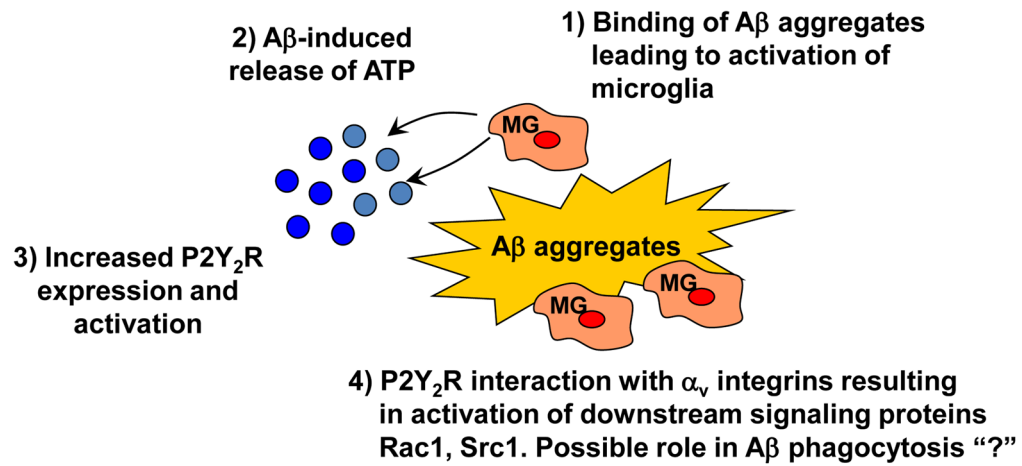 1) Binding of Aβ aggregates
leading to activation of
microglia
2) Aβ-induced
release of ATP
MG
3) Increased P2Y₂R
expression and
activation
Aβ aggregates
MG
MG
4) P2Y₂R interaction with αᵥ integrins resulting
in activation of downstream signaling proteins
Rac1, Src1. Possible role in Aβ phagocytosis “?”